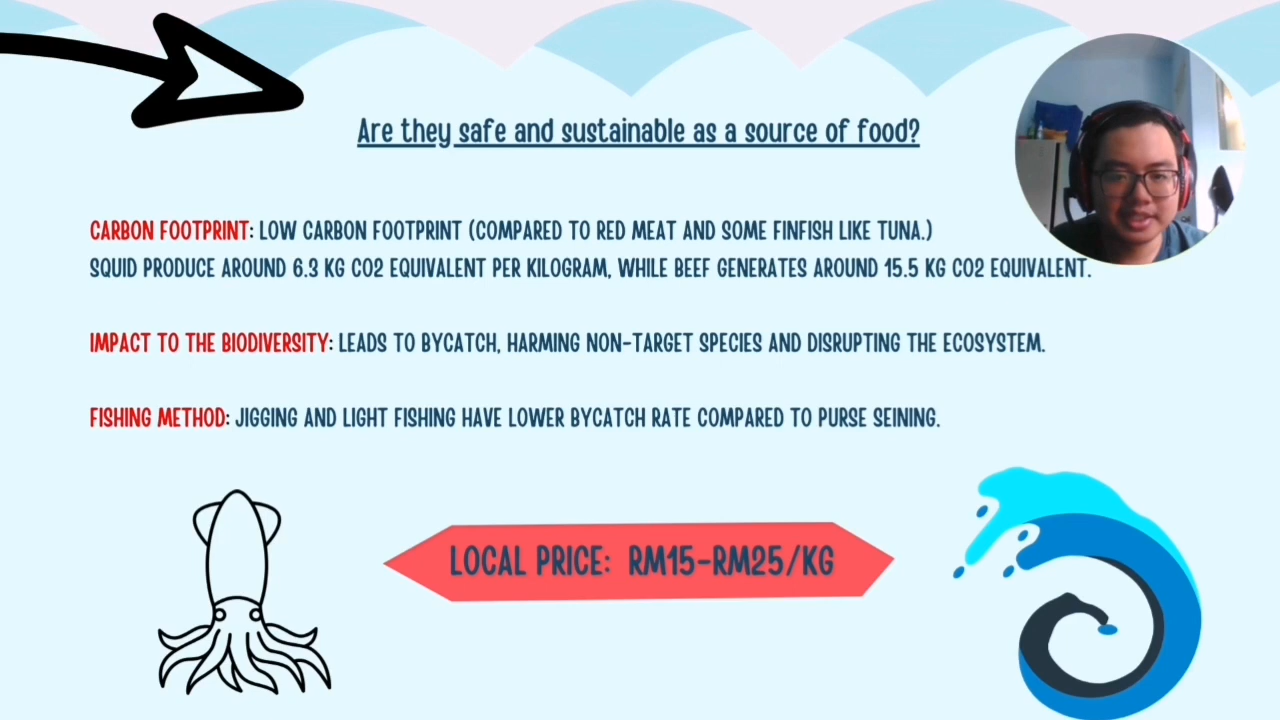 Are they safe and sustainable as a source of food?
CARBON FOOTPRINT: LOW CARBON FOOTPRINT (COMPARED TO RED MEAT AND SOME FINFISH LIKE TUNA.)
SQUID PRODUCE AROUND 6.3 KG CO2 EQUIVALENT PER KILOGRAM, WHILE BEEF GENERATES AROUND 15.5 KG CO2 EQUIVALENT.
IMPACT TO THE BIODIVERSITY: LEADS TO BYCATCH, HARMING NON-TARGET SPECIES AND DISRUPTING THE ECOSYSTEM.
FISHING METHOD: JIGGING AND LIGHT FISHING HAVE LOWER BYCATCH RATE COMPARED TO PURSE SEINING.
LOCAL PRICE: RM15-RM25/KG